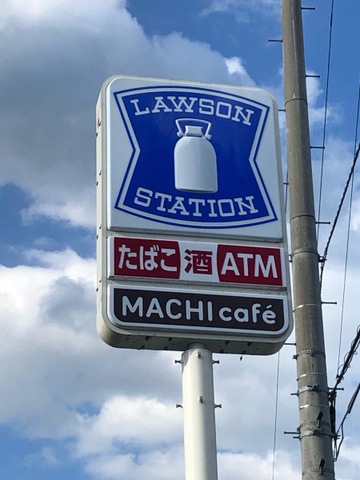 LAWSON
STATION
たばこ 酒 ATM
MACHI café